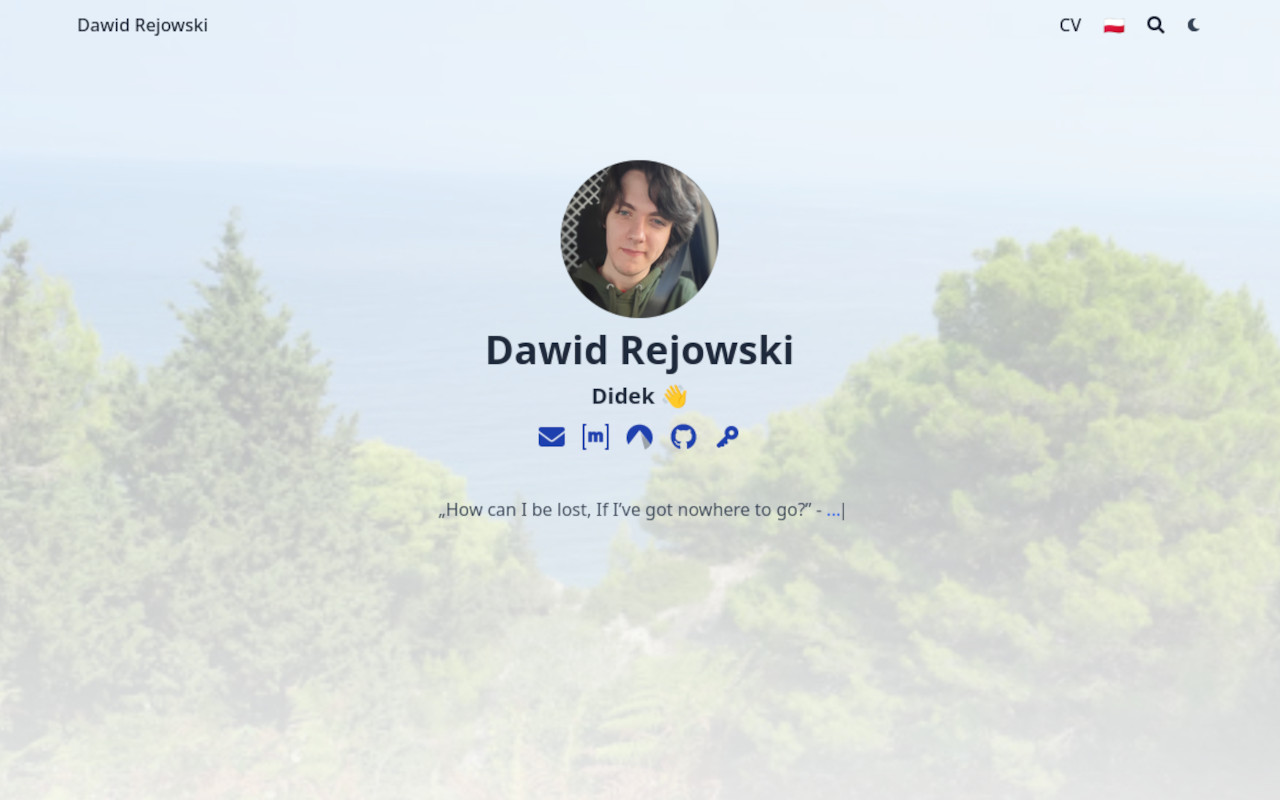 Dawid Rejowski
CV
Dawid Rejowski
Didek 👋
[m]
„How can I be lost, If I’ve got nowhere to go?” - ...|